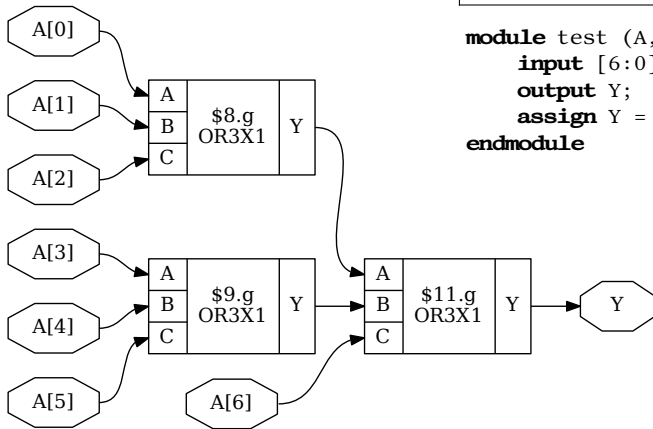 A[0]
A[1]
A[2]
A
B
C
$8.g
OR3X1
Y
module test (A,
input [6:0]
output Y;
assign Y =
endmodule
A[3]
A[4]
A[5]
A
B
C
$9.g
OR3X1
Y
A[6]
A
B
C
$11.g
OR3X1
Y
Y